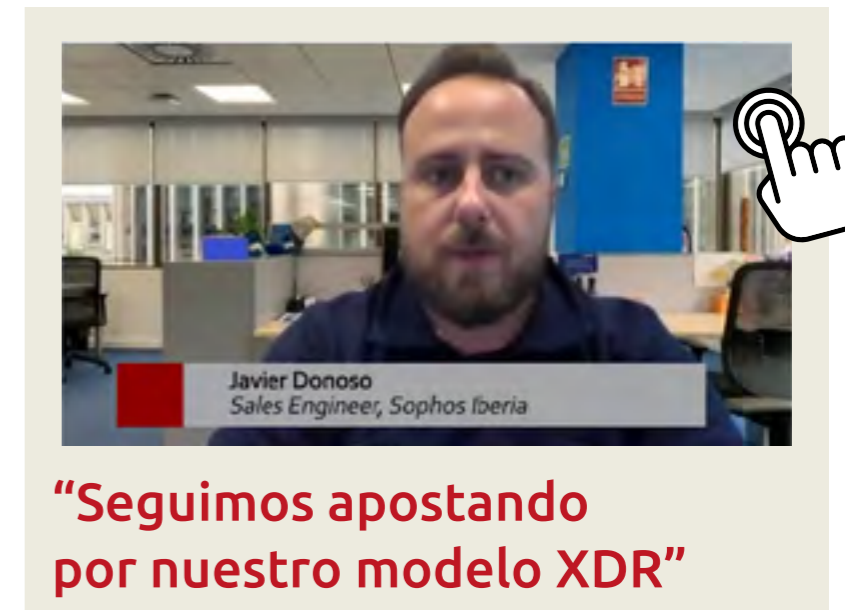 Javier Donoso
Sales Engineer, Sophos Iberia
“Seguimos apostando
por nuestro modelo XDR”